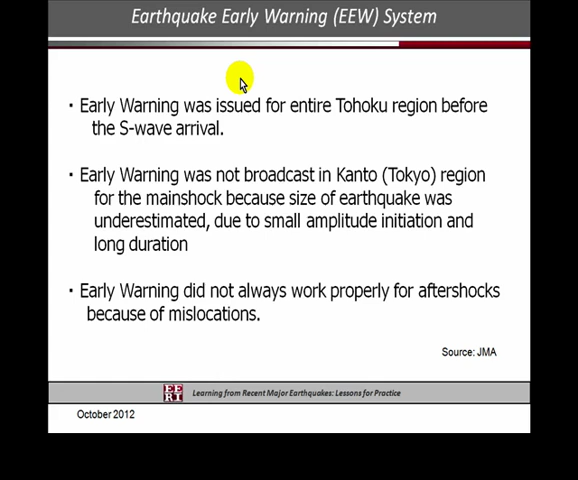 Earthquake Early Warning (EEW) System
· Early Warning was issued for entire Tohoku region before
the S-wave arrival.
· Early Warning was not broadcast in Kanto (Tokyo) region
for the mainshock because size of earthquake was
underestimated, due to small amplitude initiation and
long duration
· Early Warning did not always work properly for aftershocks
because of mislocations.
Source: JMA
EE
RI
Learning from Recent Major Earthquakes: Lessons for Practice
October 2012